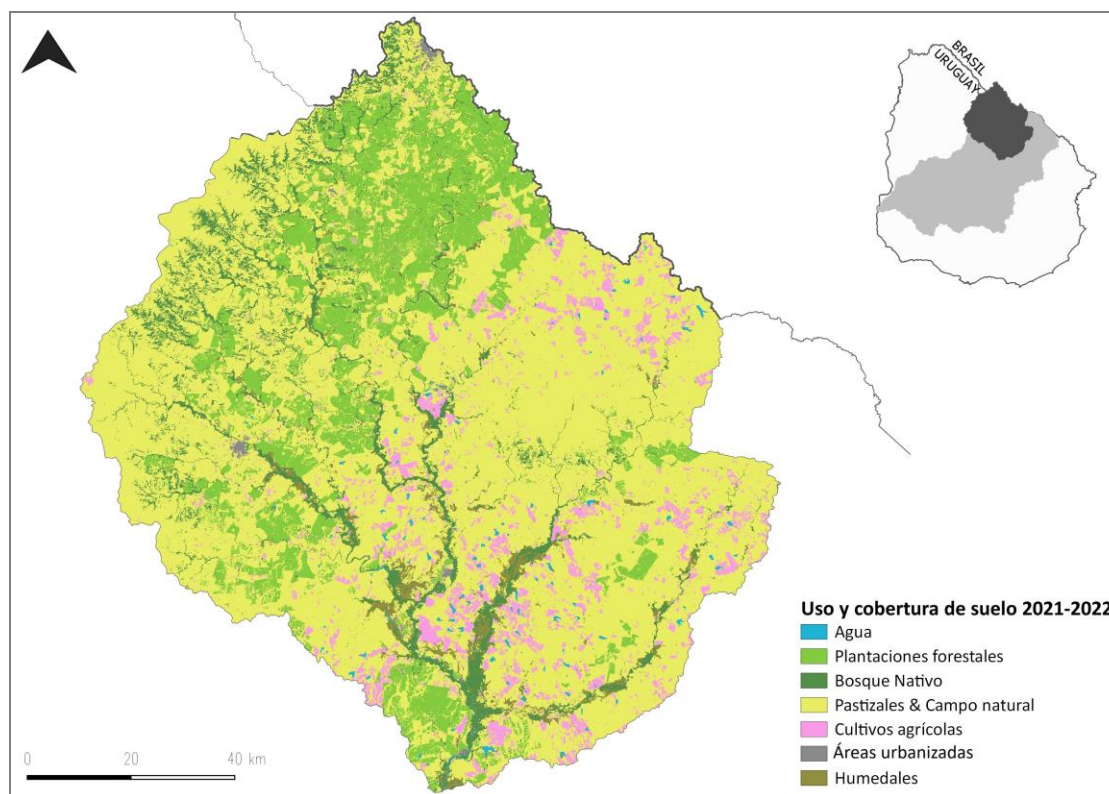 BRASIL
URUGUAY
Uso y cobertura de suelo 2021-2022
Agua
Plantaciones forestales
Bosque Nativo
Pastizales & Campo natural
Cultivos agrícolas
Áreas urbanizadas
Humedales
0 20 40 km